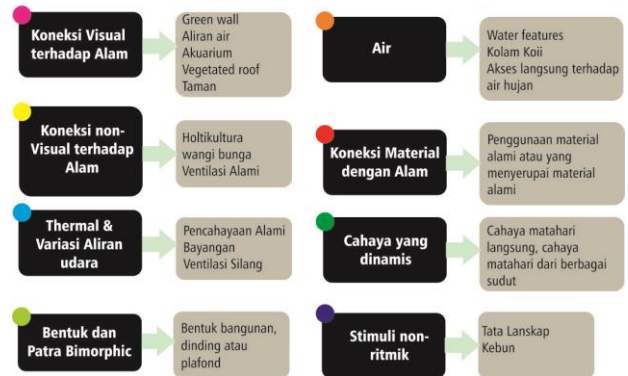 Koneksi Visual
terhadap Alam
Green wall
Aliran air
Akuarium
Vegetated roof
Taman
Air
Water features
Kolam Koii
Akses langsung terhadap
air hujan
Koneksi non-
Visual terhadap
Alam
Holtikultura
wangi bunga
Ventilasi Alami
Koneksi Material
dengan Alam
Penggunaan material
alami atau yang
menyerupai material
alami
Thermal &
Variasi Aliran
udara
Pencahayaan Alami
Bayangan
Ventilasi Silang
Cahaya yang
dinamis
Cahaya matahari
langsung, cahaya
matahari dari berbagai
sudut
Bentuk dan
Patra Bimorphic
Bentuk bangunan,
dinding atau
plafond
Stimuli non-
ritmik
Tata Lanskap
Kebun